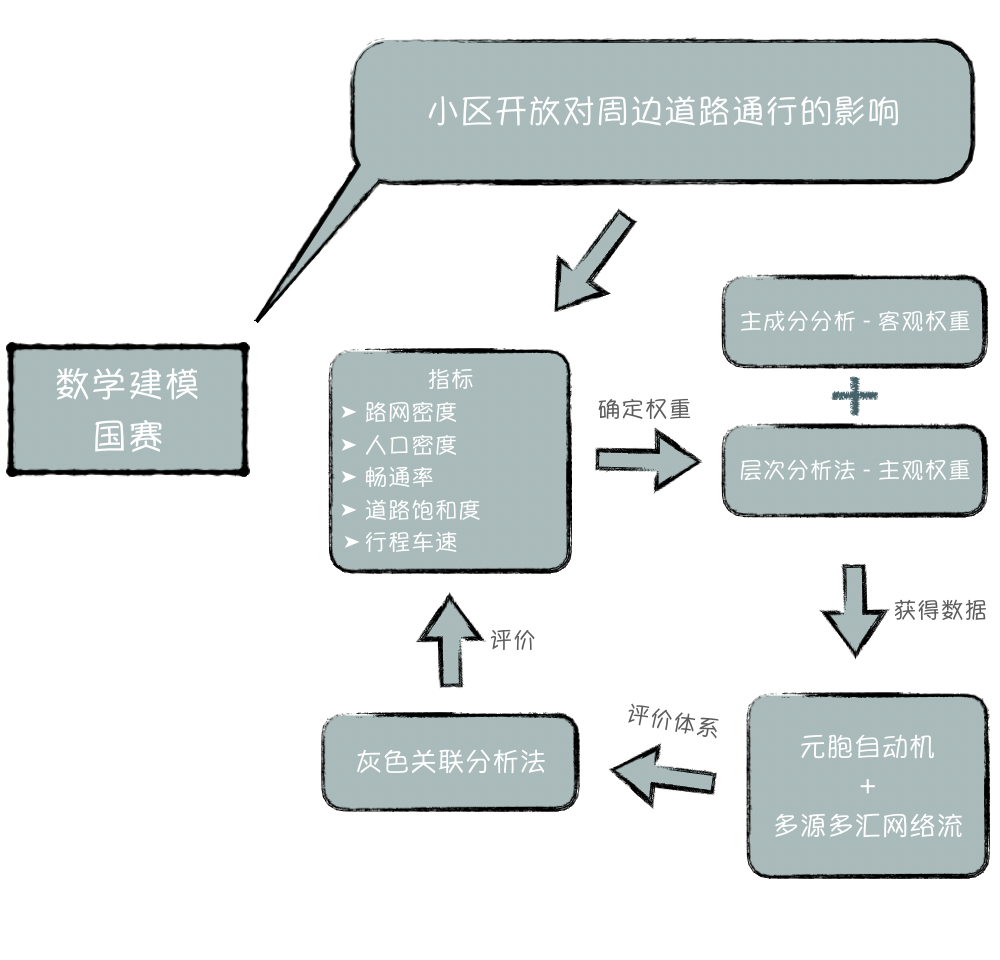 小区开放对周边道路通行的影响
数学建模
国赛
指标
➤ 路网密度
➤ 人口密度
➤ 畅通率
➤ 道路饱和度
➤ 行程车速
确定权重
主成分分析 - 客观权重
+
层次分析法 - 主观权重
获得数据
元胞自动机
+
多源多汇网络流
评价体系
灰色关联分析法
评价